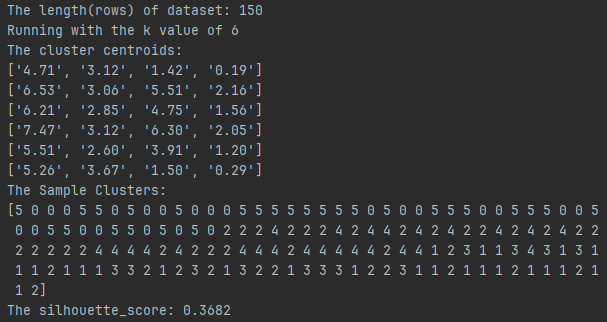 The length(rows) of dataset: 150
Running with the k value of 6
The cluster centroids:
['4.71', '3.12', '1.42', '0.19']
['6.53', '3.06', '5.51', '2.16']
['6.21', '2.85', '4.75', '1.56']
['7.47', '3.12', '6.30', '2.05']
['5.51', '2.60', '3.91', '1.20']
['5.26', '3.67', '1.50', '0.29']
The Sample Clusters:
[5 0 0 0 5 5 0 5 0 0 5 0 0 0 5 5 5 5 5 5 5 5 0 5 0 0 5 5 5 0 0 5 5 5 0 0 5
 0 0 5 5 0 0 5 5 0 5 0 5 0 2 2 2 4 2 2 2 4 2 4 4 2 4 2 4 2 2 4 2 4 2 4 2 2
 2 2 2 2 2 4 4 4 4 2 4 2 2 2 4 4 4 2 4 4 4 4 4 2 4 4 1 2 3 1 1 3 4 3 1 3 1
 1 1 2 1 1 1 3 3 2 1 2 3 2 1 3 2 2 1 3 3 3 1 2 2 3 1 1 2 1 1 1 2 1 1 1 2 1
 1 2]
The silhouette_score: 0.3682